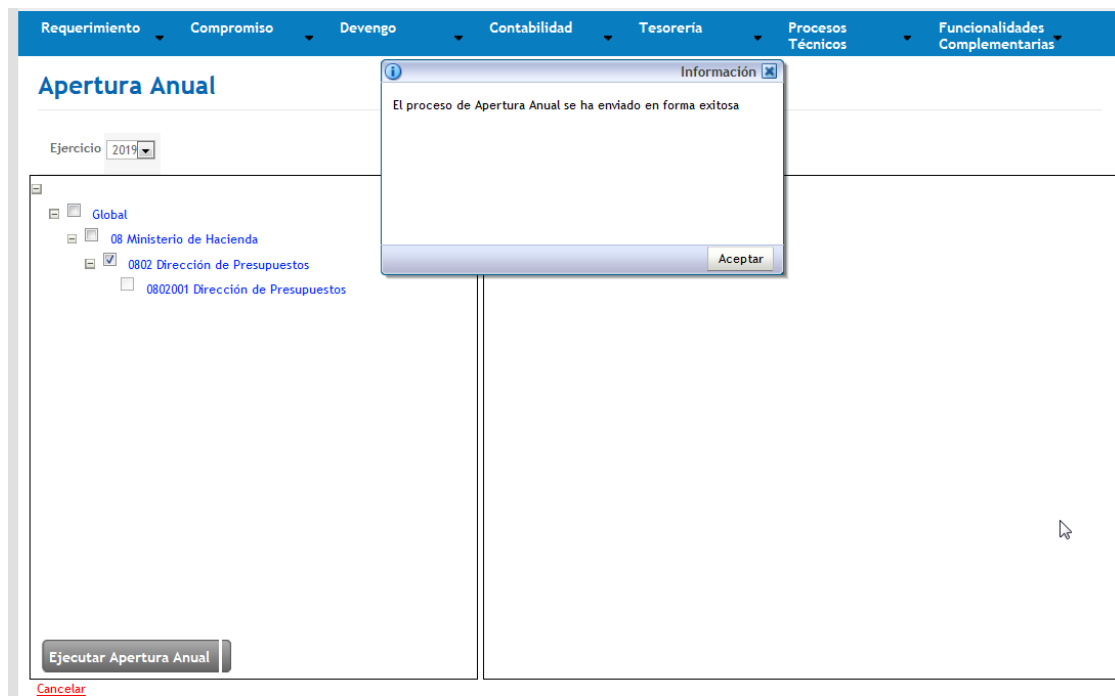 Requerimiento
Compromiso
Devengo
Contabilidad
Tesorería
Procesos
Técnicos
Funcionalidades
Complementarias
Apertura Anual
Información
El proceso de Apertura Anual se ha enviado en forma exitosa
Aceptar
Ejercicio 2019
Global
08 Ministerio de Hacienda
0802 Dirección de Presupuestos
0802001 Dirección de Presupuestos
Ejecutar Apertura Anual
Cancelar